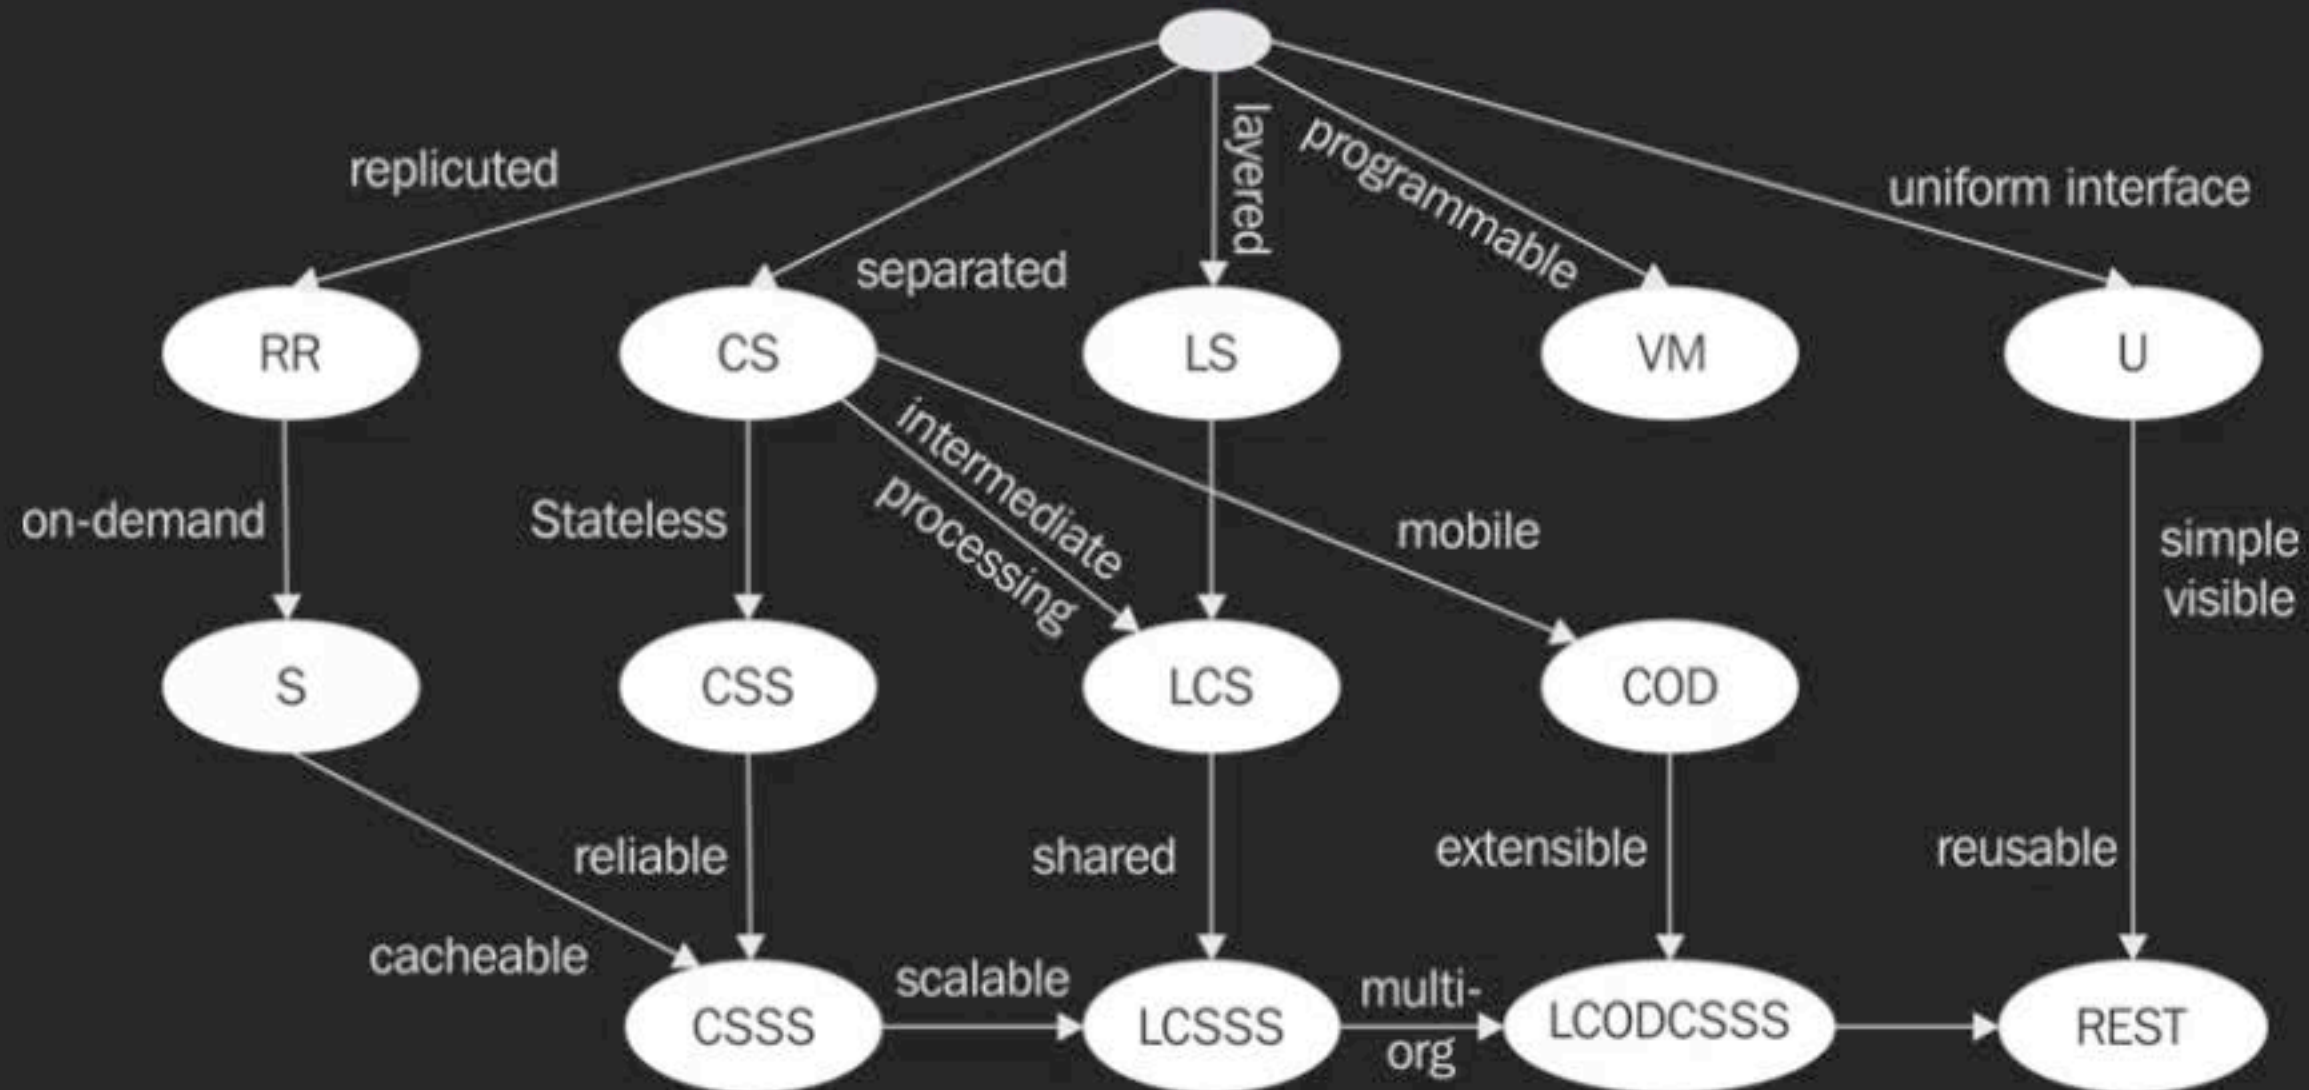 layered
programmable
replicuted
uniform interface
separated
RR
CS
LS
VM
U
intermediate
processing
on-demand
Stateless
mobile
simple
visible
S
CSS
LCS
COD
reliable
shared
extensible
reusable
cacheable
scalable
multi-
org
CSSS
LCSSS
LCODCSSS
REST